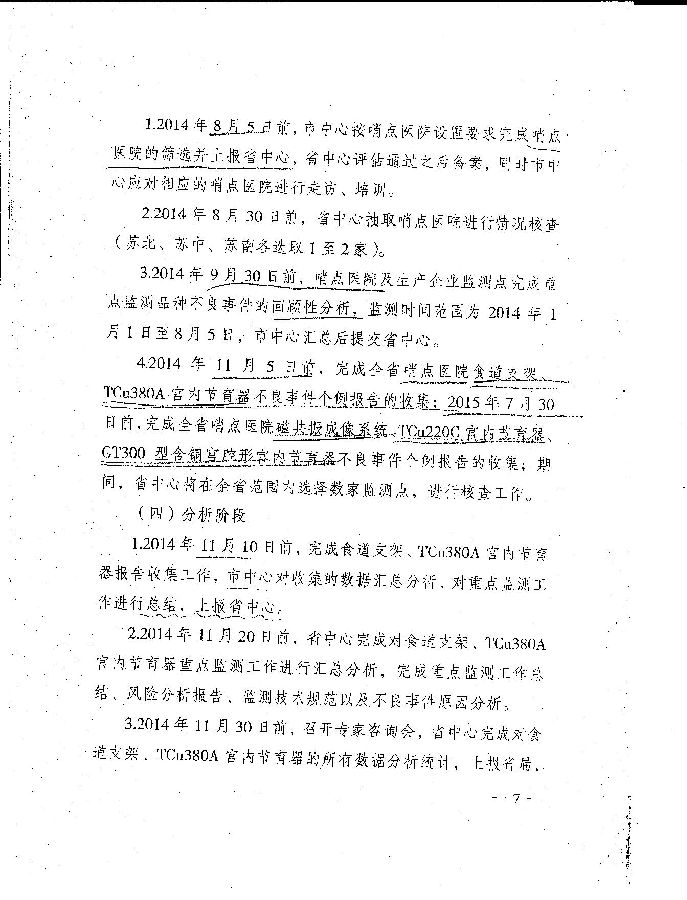 1.2014 年 8 月 5 日前，市中心按哨点医院设置要求完成哨点
医院的筛选并上报省中心，省中心评估通过之后备案，同时市中
心应对相应的哨点医院进行走访、培训。
2.2014 年 8 月 30 日前，省中心抽取哨点医院进行情况核查
（苏北、苏中、苏南各选取 1 至 2 家）。
3.2014 年 9 月 30 日前，哨点医院及生产企业监测点完成重
点监测品种不良事件的回顾性分析，监测时间范围为 2014 年 1
月 1 日至 8 月 5 日，市中心汇总后提交省中心。
4.2014 年 11 月 5 日前，完成全省哨点医院食道支架、
TCu380A 宫内节育器不良事件个例报告的收集；2015 年 7 月 30
日前，完成全省哨点医院磁共振成像系统、TCu220C 宫内节育器、
GT300 型含铜宫腔形宫内节育器不良事件个例报告的收集；期
间，省中心将在全省范围内选择数家监测点，进行核查工作。
（四）分析阶段
1.2014 年 11 月 10 日前，完成食道支架、TCu380A 宫内节育
器报告收集工作，市中心对收集的数据汇总分析，对重点监测工
作进行总结，上报省中心。
2.2014 年 11 月 20 日前，省中心完成对食道支架、TCu380A
宫内节育器重点监测工作进行汇总分析，完成重点监测工作总
结、风险分析报告、监测技术规范以及不良事件原因分析。
3.2014 年 11 月 30 日前，召开专家咨询会，省中心完成对食
道支架、TCu380A 宫内节育器的所有数据分析统计，上报省局，
- 7 -